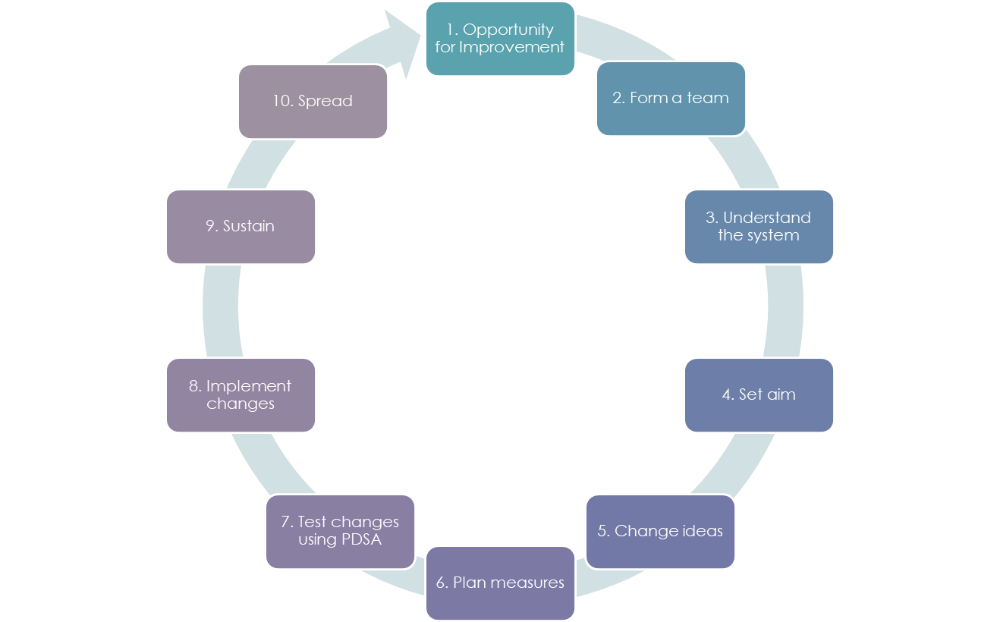 1. Opportunity
for Improvement
2. Form a team
3. Understand
the system
4. Set aim
5. Change ideas
6. Plan measures
7. Test changes
using PDSA
8. Implement
changes
9. Sustain
10. Spread